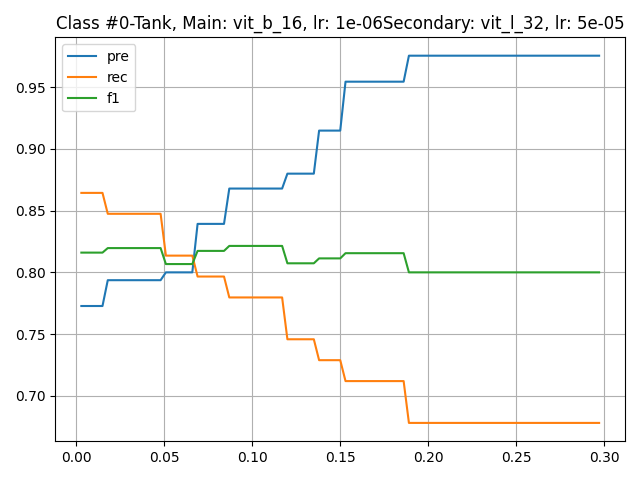 Class #0-Tank, Main: vit_b_16, lr: 1e-06Secondary: vit_l_32, lr: 5e-05
pre
rec
f1
0.95
0.90
0.85
0.80
0.75
0.70
0.00 0.05 0.10 0.15 0.20 0.25 0.30